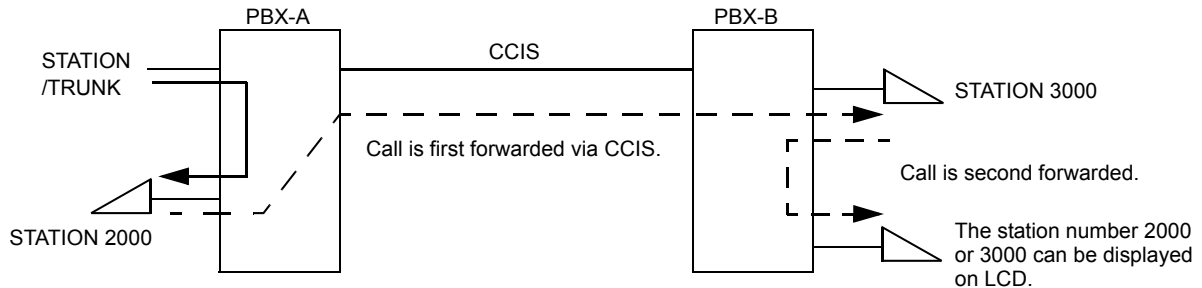 PBX-A
PBX-B
STATION
/TRUNK
CCIS
STATION 3000
Call is first forwarded via CCIS.
Call is second forwarded.
STATION 2000
The station number 2000
or 3000 can be displayed
on LCD.